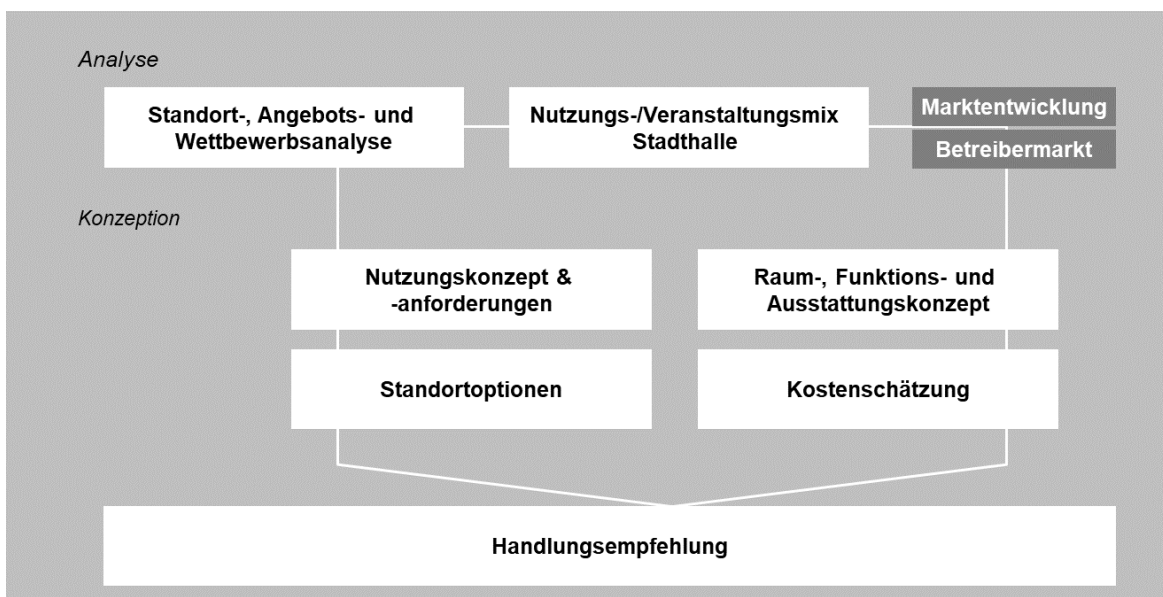 Analyse
Standort-, Angebots- und
Wettbewerbsanalyse
Nutzungs-/Veranstaltungsmix
Stadthalle
Marktentwicklung
Betreibermarkt
Konzeption
Nutzungskonzept &
-anforderungen
Raum-, Funktions- und
Ausstattungskonzept
Standortoptionen
Kostenschätzung
Handlungsempfehlung